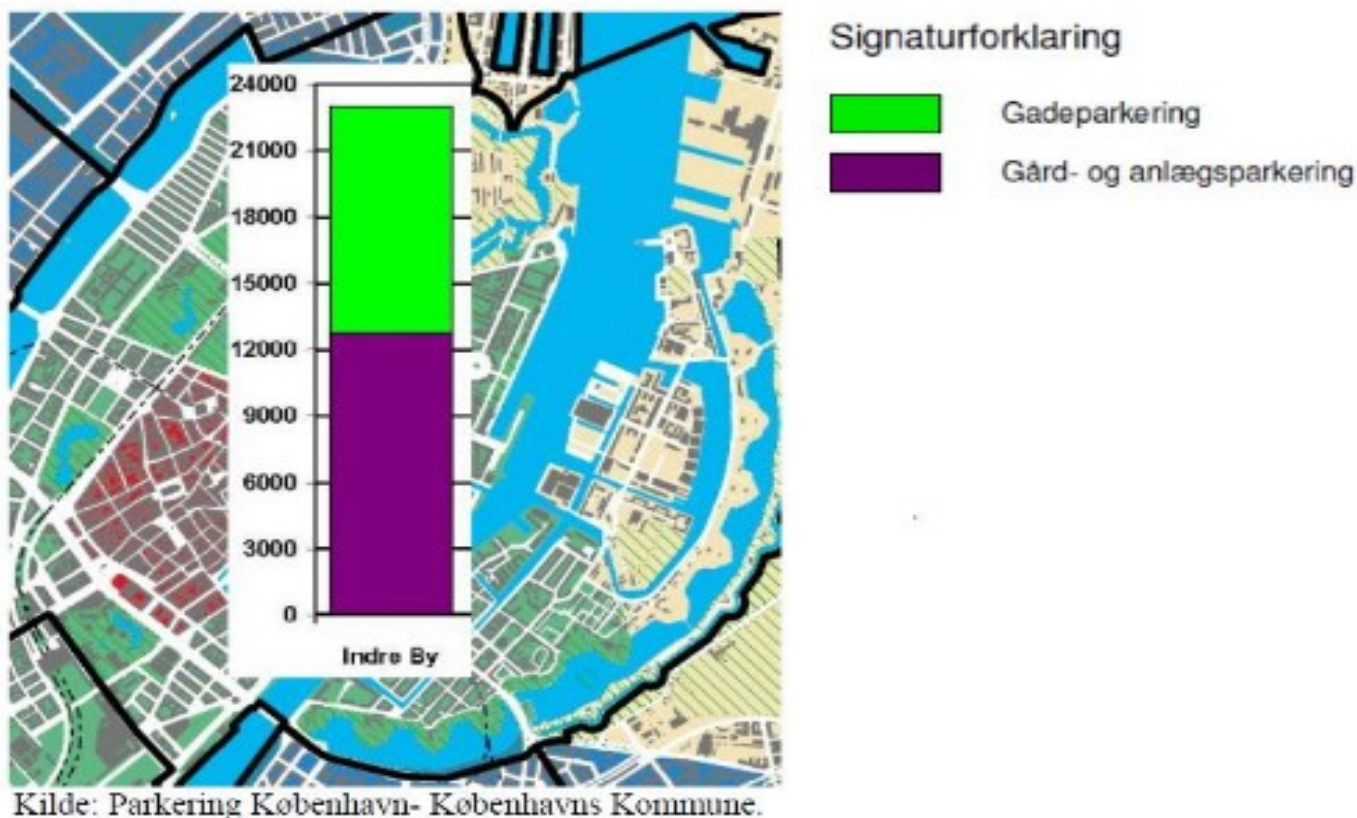 24000
21000
18000
15000
12000
9000
6000
3000
0
Indre By
Signaturforklaring
Gadeparkering
Gård- og anlægsparkering
Kilde: Parkering København- Københavns Kommune.